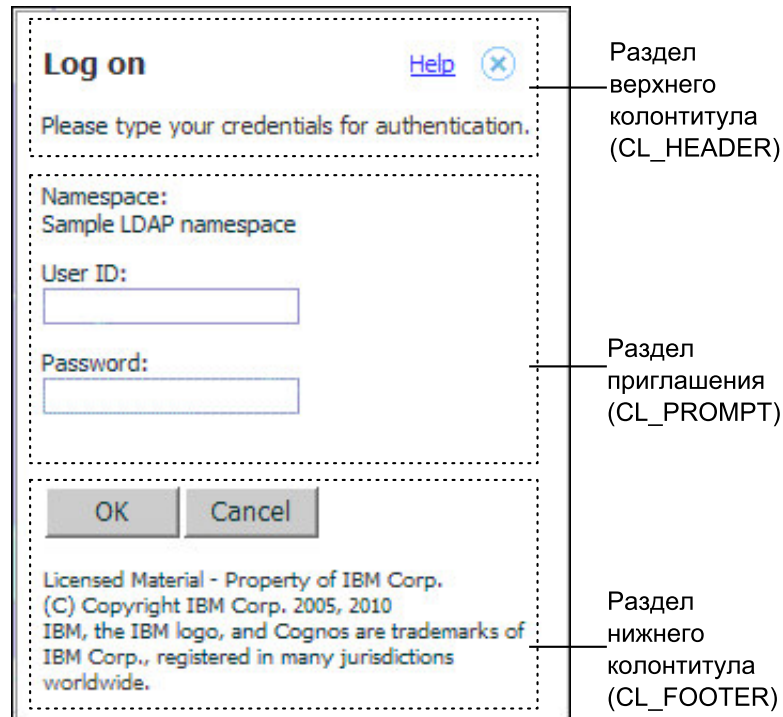 Log on
Help
Please type your credentials for authentication.
Раздел
верхнего
колонтитула
(CL_HEADER)
Namespace:
Sample LDAP namespace
User ID:
Password:
Раздел
приглашения
(CL_PROMPT)
OK
Cancel
Licensed Material - Property of IBM Corp.
(C) Copyright IBM Corp. 2005, 2010
IBM, the IBM logo, and Cognos are trademarks of
IBM Corp., registered in many jurisdictions
worldwide.
Раздел
нижнего
колонтитула
(CL_FOOTER)